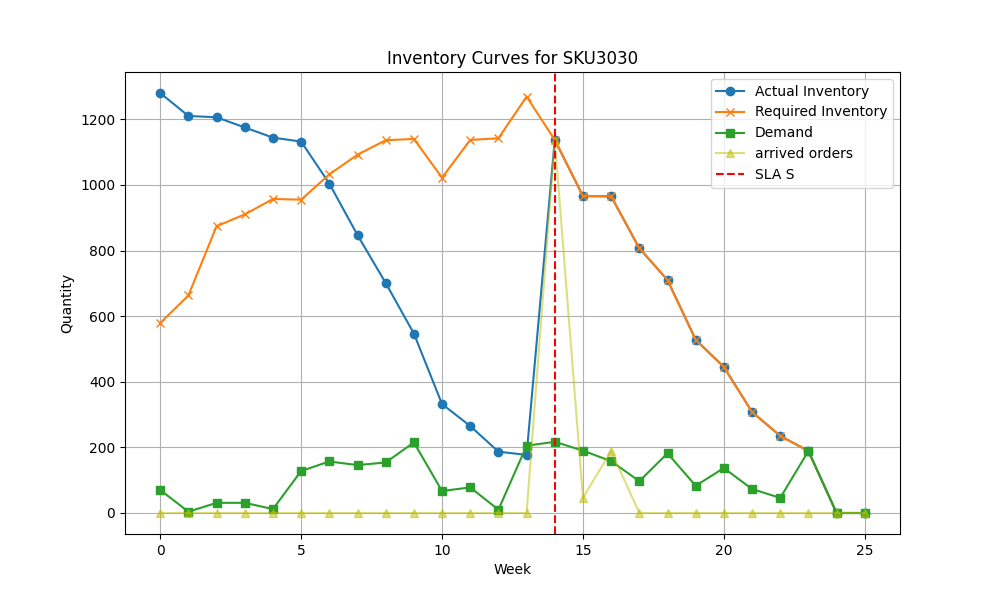 Inventory Curves for SKU3030
Actual Inventory
Required Inventory
Demand
arrived orders
SLA S
Quantity
1200
1000
800
600
400
200
0
0 5 10 15 20 25
Week